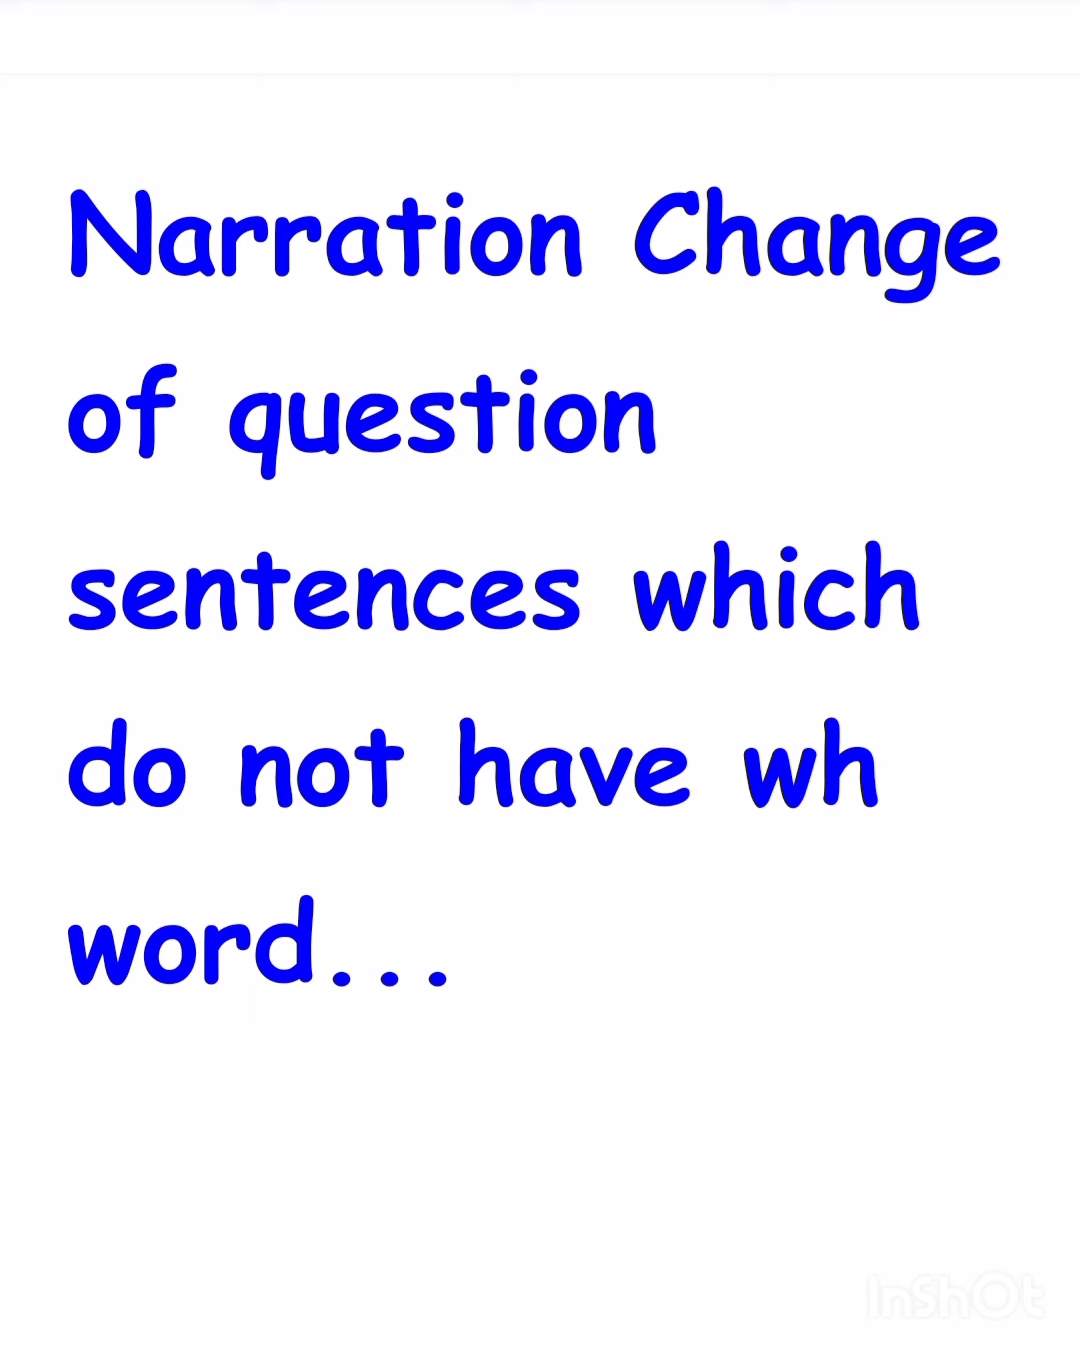 Narration Change
of question
sentences which
do not have wh
word...
InShOt